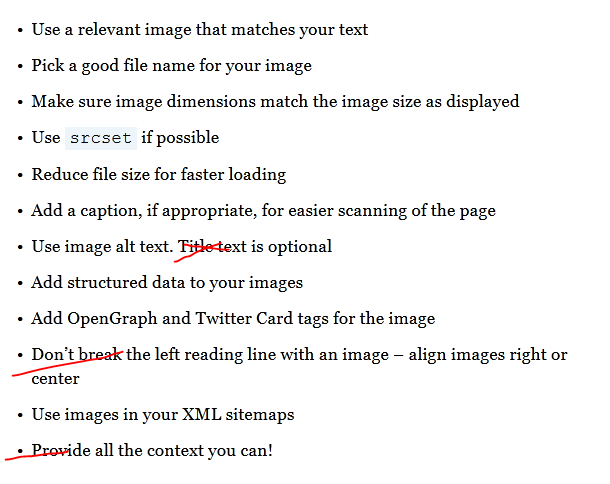 • Use a relevant image that matches your text
• Pick a good file name for your image
• Make sure image dimensions match the image size as displayed
• Use srcset if possible
• Reduce file size for faster loading
• Add a caption, if appropriate, for easier scanning of the page
• Use image alt text. Title text is optional
• Add structured data to your images
• Add OpenGraph and Twitter Card tags for the image
• Don’t break the left reading line with an image – align images right or
center
• Use images in your XML sitemaps
• Provide all the context you can!